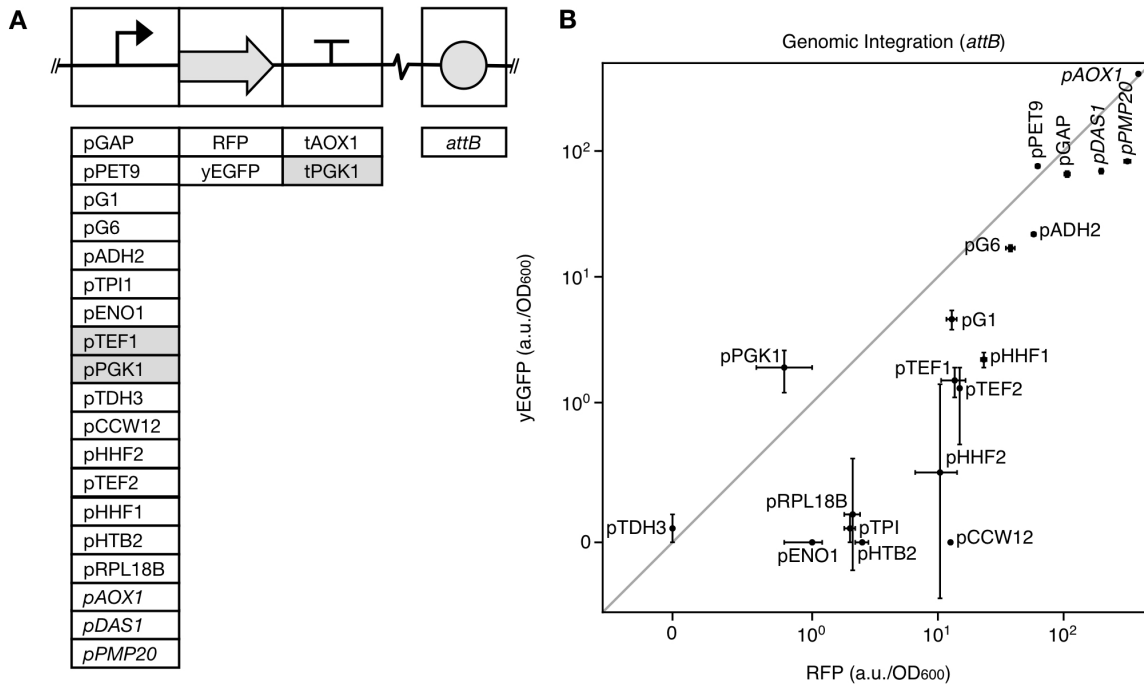 A
pGAP RFP tAOX1 attB
pPET9 yEGFP tPGK1
pG1
pG6
pADH2
pTPI1
pENO1
pTEF1
pPGK1
pTDH3
pCCW12
pHHF2
pTEF2
pHHF1
pHTB2
pRPL18B
pAOX1
pDAS1
pPMP20
B
Genomic Integration (attB)
yEGFP (a.u./OD600)
10²
10¹
10⁰
0
pAOX1
pPET9
pGAP
pDAS1
pPMP20
pADH2
pG6
pG1
pPGK1
pHHF1
pTEF1
pTEF2
pHHF2
pRPL18B
pTDH3
pTPI
pENO1
pHTB2
pCCW12
0 10⁰ 10¹ 10²
RFP (a.u./OD600)